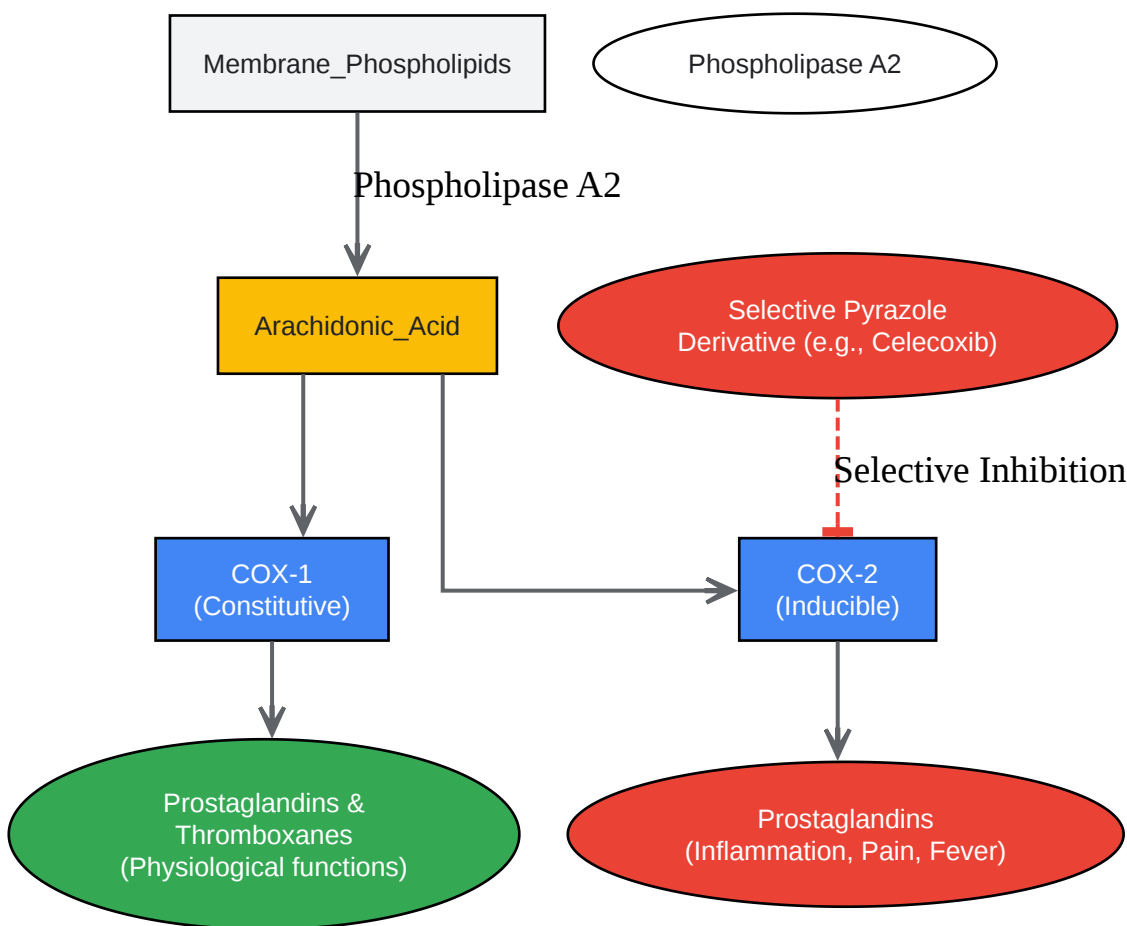 Membrane_Phospholipids
Phospholipase A2
Phospholipase A2
Arachidonic_Acid
Selective Pyrazole
Derivative (e.g., Celecoxib)
Selective Inhibition
COX-1
(Constitutive)
COX-2
(Inducible)
Prostaglandins &
Thromboxanes
(Physiological functions)
Prostaglandins
(Inflammation, Pain, Fever)